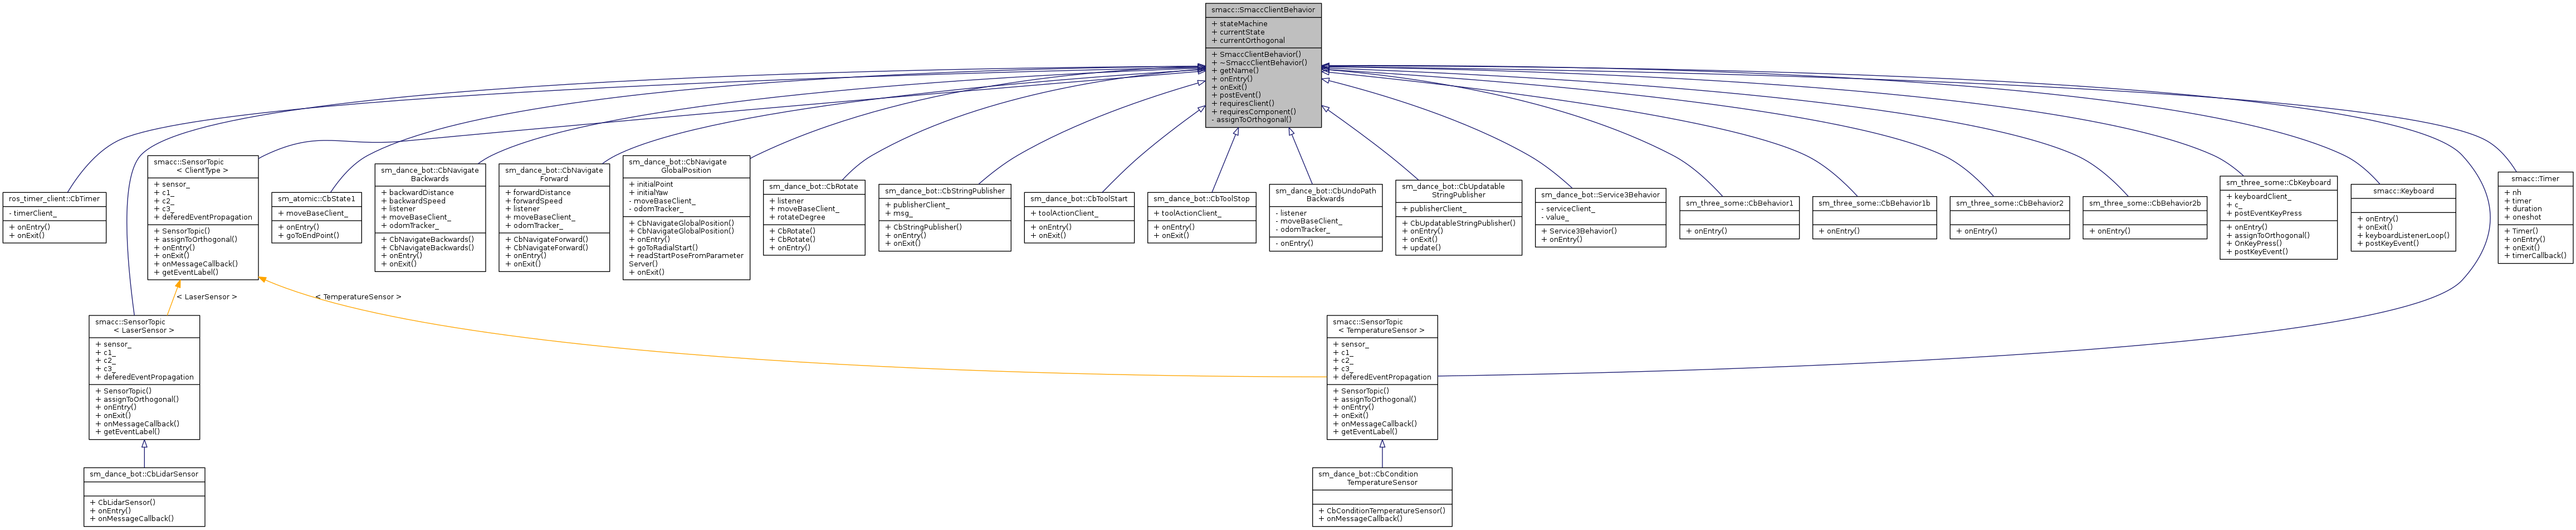 smacc::SmaccClientBehavior
+ stateMachine
+ currentState
+ currentOrthogonal
+ SmaccClientBehavior()
+ ~SmaccClientBehavior()
+ getName()
+ onEntry()
+ onExit()
+ postEvent()
+ requiresClient()
+ requiresComponent()
- assignToOrthogonal()
ros_timer_client::CbTimer
- timerClient_
+ onEntry()
+ onExit()
smacc::SensorTopic
< ClientType >
+ sensor_
+ c1_
+ c2_
+ c3_
+ deferedEventPropagation
+ SensorTopic()
+ assignToOrthogonal()
+ onEntry()
+ onExit()
+ onMessageCallback()
+ getEventLabel()
sm_atomic::CbState1
+ moveBaseClient_
+ onEntry()
+ goToEndPoint()
sm_dance_bot::CbNavigate
Backwards
+ backwardDistance
+ backwardSpeed
+ listener
+ moveBaseClient_
+ odomTracker_
+ CbNavigateBackwards()
+ CbNavigateBackwards()
+ onEntry()
+ onExit()
sm_dance_bot::CbNavigate
Forward
+ forwardDistance
+ forwardSpeed
+ listener
+ moveBaseClient_
+ odomTracker_
+ CbNavigateForward()
+ CbNavigateForward()
+ onEntry()
+ onExit()
sm_dance_bot::CbNavigate
GlobalPosition
+ initialPoint
+ initialYaw
- moveBaseClient_
- odomTracker_
+ CbNavigateGlobalPosition()
+ CbNavigateGlobalPosition()
+ onEntry()
+ goToRadialStart()
+ readStartPoseFromParameter
Server()
+ onExit()
sm_dance_bot::CbRotate
+ listener
+ moveBaseClient_
+ rotateDegree
+ CbRotate()
+ CbRotate()
+ onEntry()
sm_dance_bot::CbStringPublisher
+ publisherClient_
+ msg_
+ CbStringPublisher()
+ onEntry()
+ onExit()
sm_dance_bot::CbToolStart
+ toolActionClient_
+ onEntry()
+ onExit()
sm_dance_bot::CbToolStop
+ toolActionClient_
+ onEntry()
+ onExit()
sm_dance_bot::CbUndoPath
Backwards
- listener
- moveBaseClient_
- odomTracker_
- onEntry()
sm_dance_bot::CbUpdatable
StringPublisher
+ publisherClient_
+ CbUpdatableStringPublisher()
+ onEntry()
+ onExit()
+ update()
sm_dance_bot::Service3Behavior
- serviceClient_
- value_
+ Service3Behavior()
+ onEntry()
sm_three_some::CbBehavior1
+ onEntry()
sm_three_some::CbBehavior1b
+ onEntry()
sm_three_some::CbBehavior2
+ onEntry()
sm_three_some::CbBehavior2b
+ onEntry()
sm_three_some::CbKeyboard
+ keyboardClient_
+ c_
+ postEventKeyPress
+ onEntry()
+ assignToOrthogonal()
+ OnKeyPress()
+ postKeyEvent()
smacc::Keyboard
+ onEntry()
+ onExit()
+ keyboardListenerLoop()
+ postKeyEvent()
smacc::Timer
+ nh
+ timer
+ duration
+ oneshot
+ Timer()
+ onEntry()
+ onExit()
+ timerCallback()
< LaserSensor >
< TemperatureSensor >
smacc::SensorTopic
< LaserSensor >
+ sensor_
+ c1_
+ c2_
+ c3_
+ deferedEventPropagation
+ SensorTopic()
+ assignToOrthogonal()
+ onEntry()
+ onExit()
+ onMessageCallback()
+ getEventLabel()
smacc::SensorTopic
< TemperatureSensor >
+ sensor_
+ c1_
+ c2_
+ c3_
+ deferedEventPropagation
+ SensorTopic()
+ assignToOrthogonal()
+ onEntry()
+ onExit()
+ onMessageCallback()
+ getEventLabel()
sm_dance_bot::CbLidarSensor
+ CbLidarSensor()
+ onEntry()
+ onMessageCallback()
sm_dance_bot::CbCondition
TemperatureSensor
+ CbConditionTemperatureSensor()
+ onMessageCallback()